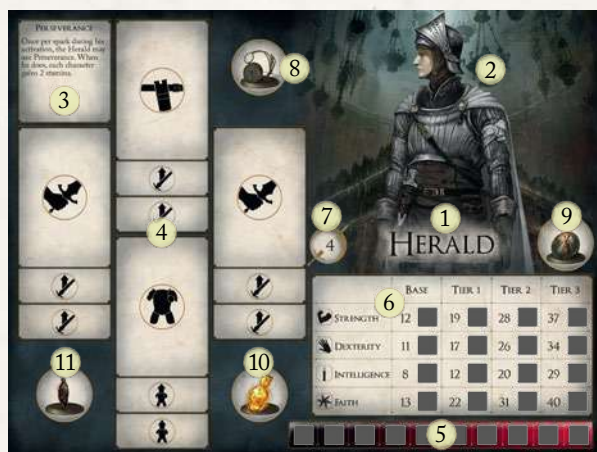 PERSEVERANCE
Once per spark during his
activation, the Herald may
use Perseverance. When
he does, each character
gains 2 stamina.
3
8
2
4
7
4
1
HERALD
9
6
BASE TIER 1 TIER 2 TIER 3
STRENGTH 12 19 28 37
DEXTERITY 11 17 26 34
INTELLIGENCE 8 12 20 29
FAITH 13 22 31 40
11
10
5